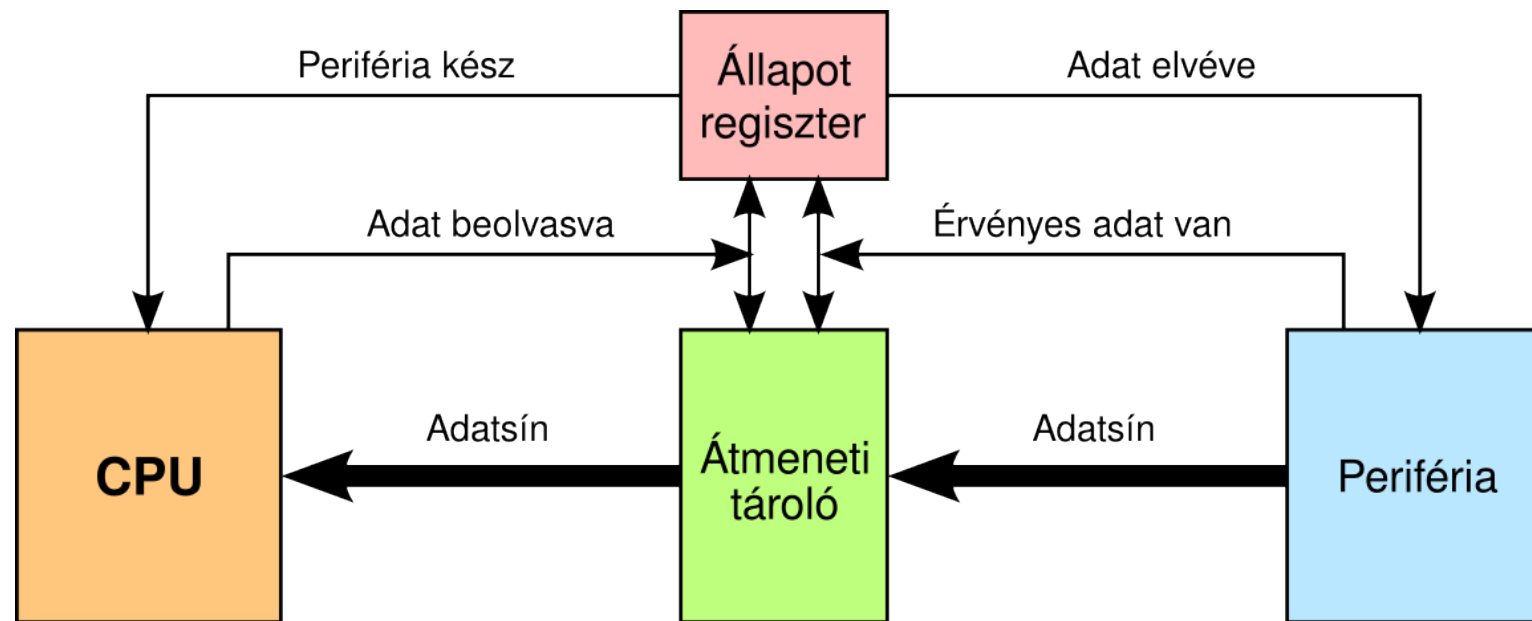 Periféria kész
Állapot
regiszter
Adat elvéve
Adat beolvasva
Érvényes adat van
CPU
Adatsín
Átmeneti
tároló
Adatsín
Periféria